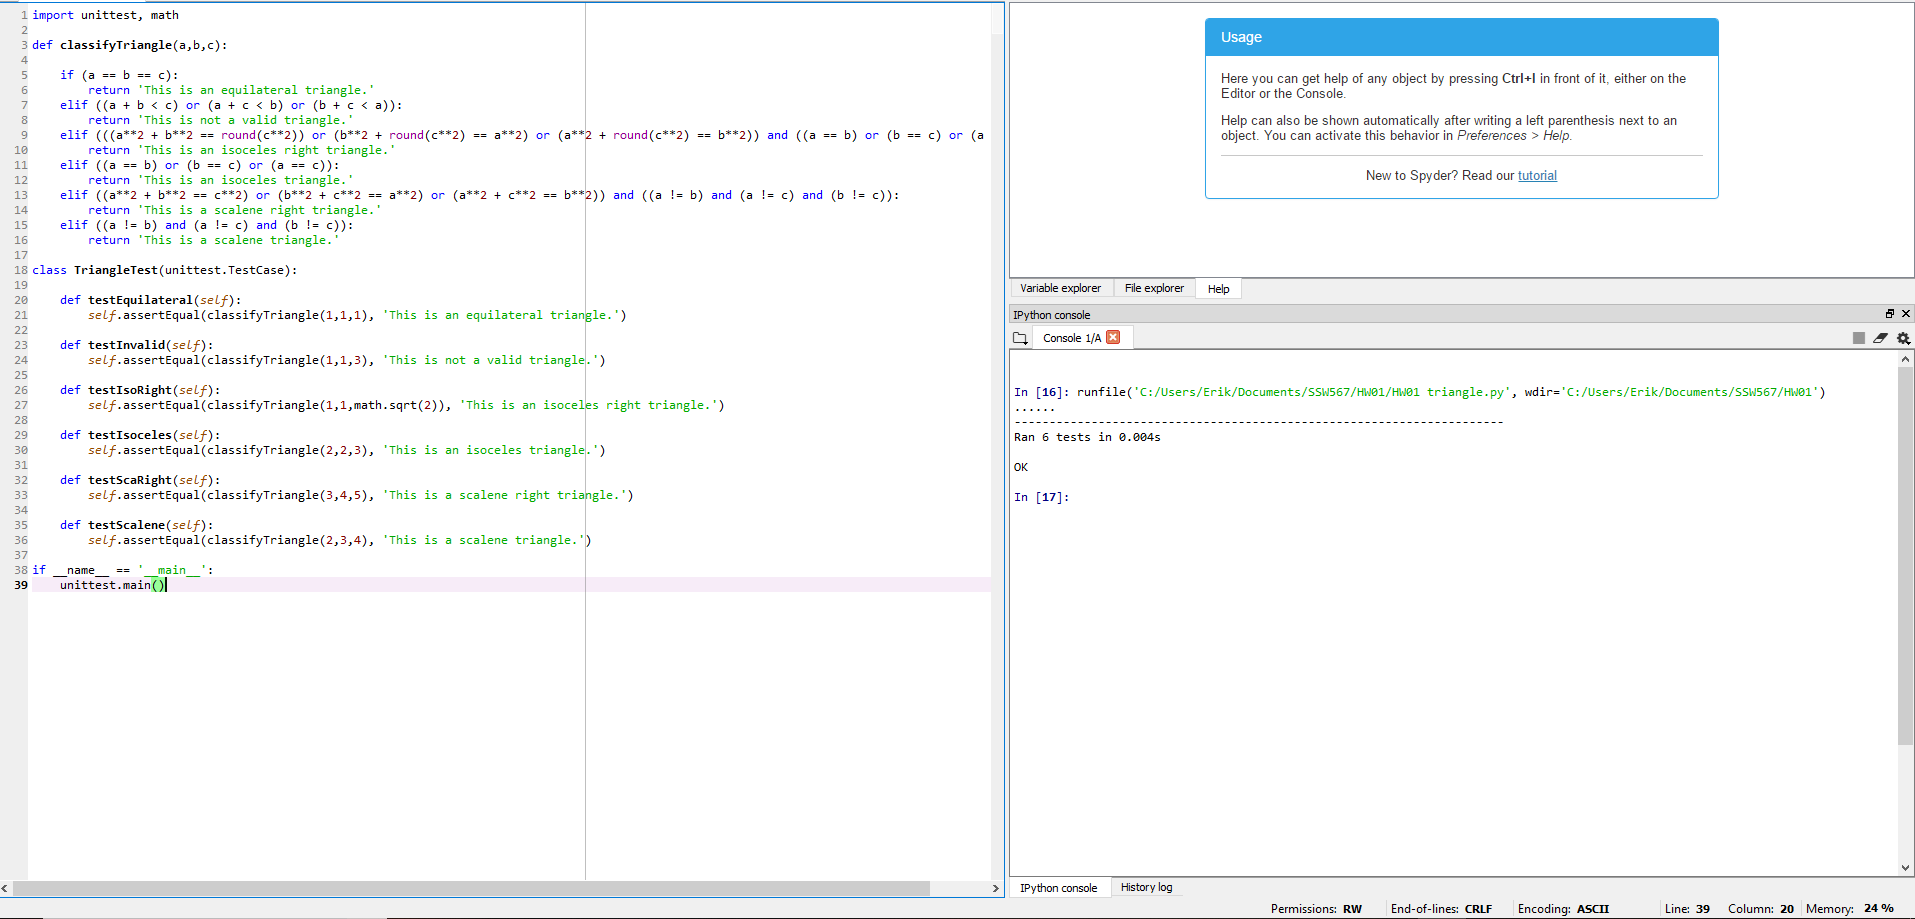 1 import unittest, math
2
3 def classifyTriangle(a,b,c):
4
5     if (a == b == c):
6         return 'This is an equilateral triangle.'
7     elif ((a + b < c) or (a + c < b) or (b + c < a)):
8         return 'This is not a valid triangle.'
9     elif (((a**2 + b**2 == round(c**2)) or (b**2 + round(c**2) == a**2) or (a**2 + round(c**2) == b**2)) and ((a == b) or (b == c) or (a
10         return 'This is an isoceles right triangle.'
11     elif ((a == b) or (b == c) or (a == c)):
12         return 'This is an isoceles triangle.'
13     elif ((a**2 + b**2 == c**2) or (b**2 + c**2 == a**2) or (a**2 + c**2 == b**2)) and ((a != b) and (a != c) and (b != c)):
14         return 'This is a scalene right triangle.'
15     elif ((a != b) and (a != c) and (b != c)):
16         return 'This is a scalene triangle.'
17
18 class TriangleTest(unittest.TestCase):
19
20     def testEquilateral(self):
21         self.assertEqual(classifyTriangle(1,1,1), 'This is an equilateral triangle.')
22
23     def testInvalid(self):
24         self.assertEqual(classifyTriangle(1,1,3), 'This is not a valid triangle.')
25
26     def testIsoRight(self):
27         self.assertEqual(classifyTriangle(1,1,math.sqrt(2)), 'This is an isoceles right triangle.')
28
29     def testIsoceles(self):
30         self.assertEqual(classifyTriangle(2,2,3), 'This is an isoceles triangle.')
31
32     def testScaRight(self):
33         self.assertEqual(classifyTriangle(3,4,5), 'This is a scalene right triangle.')
34
35     def testScalene(self):
36         self.assertEqual(classifyTriangle(2,3,4), 'This is a scalene triangle.')
37
38 if __name__ == '__main__':
39     unittest.main()
Usage
Here you can get help of any object by pressing Ctrl+I in front of it, either on the
Editor or the Console.
Help can also be shown automatically after writing a left parenthesis next to an
object. You can activate this behavior in Preferences > Help.
New to Spyder? Read our tutorial
Variable explorer File explorer Help
IPython console
Console 1/A
In [16]: runfile('C:/Users/Erik/Documents/SSW567/HW01/HW01 triangle.py', wdir='C:/Users/Erik/Documents/SSW567/HW01')
......
----------------------------------------------------------------------
Ran 6 tests in 0.004s
OK
In [17]:
IPython console History log
Permissions: RW End-of-lines: CRLF Encoding: ASCII Line: 39 Column: 20 Memory: 24 %